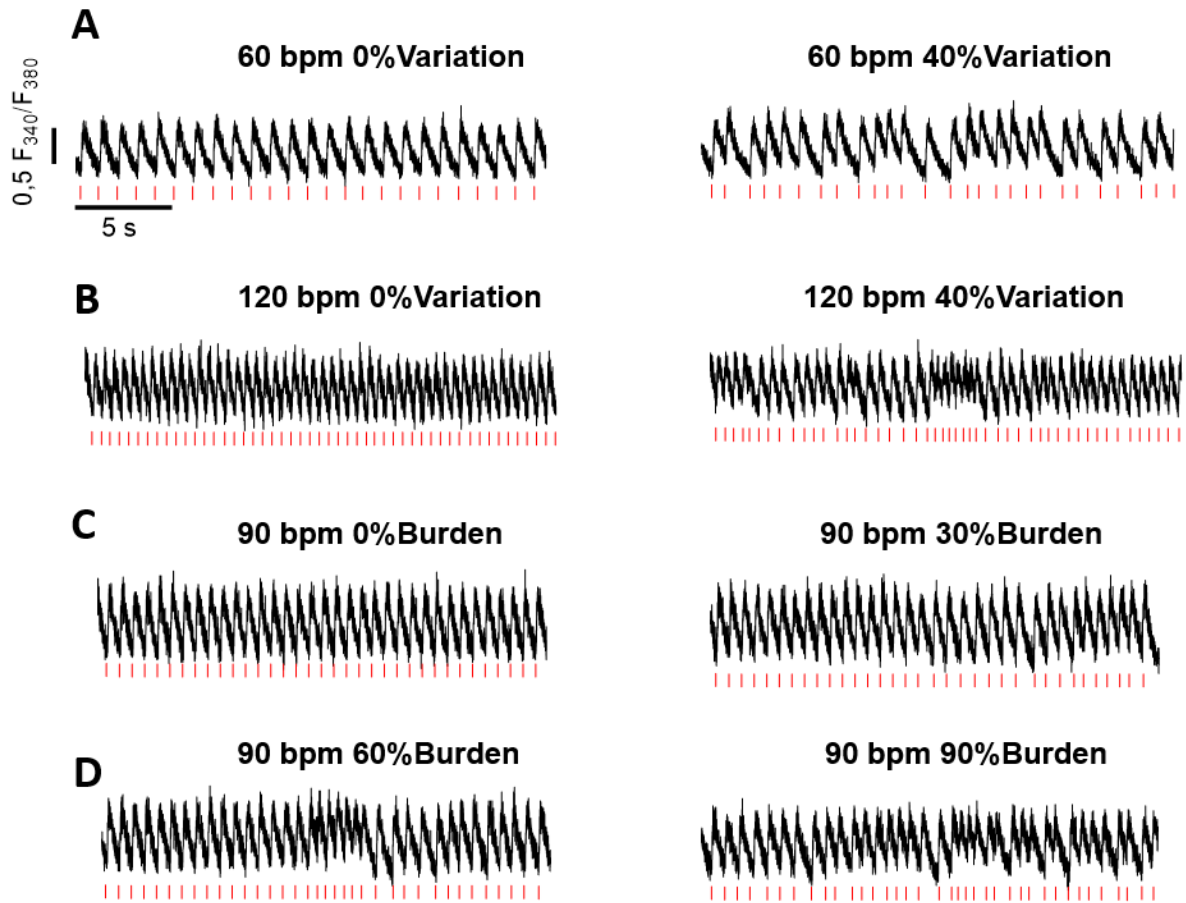 A
60 bpm 0%Variation
60 bpm 40%Variation
0,5 F340/F380
5 s
B
120 bpm 0%Variation
120 bpm 40%Variation
C
90 bpm 0%Burden
90 bpm 30%Burden
D
90 bpm 60%Burden
90 bpm 90%Burden